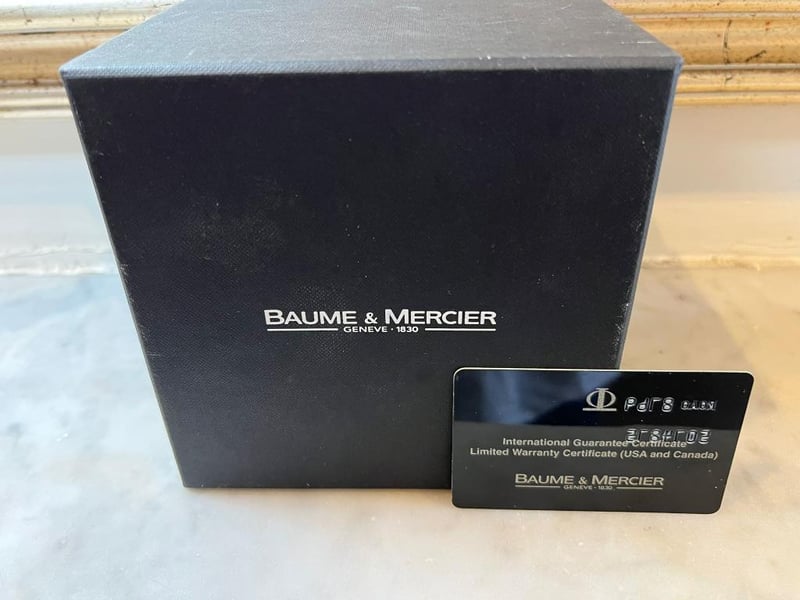 BAUME & MERCIER
GENEVE · 1830
International Guarantee Certificate
Limited Warranty Certificate (USA and Canada)
BAUME & MERCIER
GENEVE · 1830